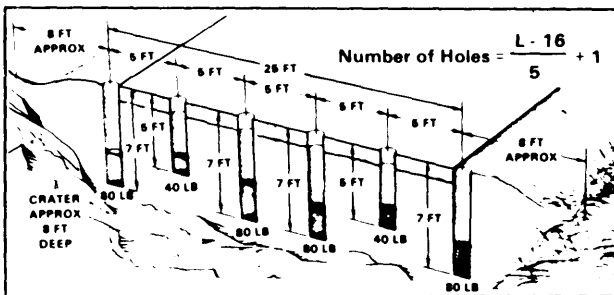 8 FT
APPROX
5 FT
5 FT
25 FT
5 FT
5 FT
5 FT
8 FT
APPROX
Number of Holes = L - 16 / 5 + 1
7 FT
5 FT
7 FT
7 FT
5 FT
7 FT
CRATER
APPROX
8 FT
DEEP
80 LB
40 LB
80 LB
80 LB
40 LB
80 LB